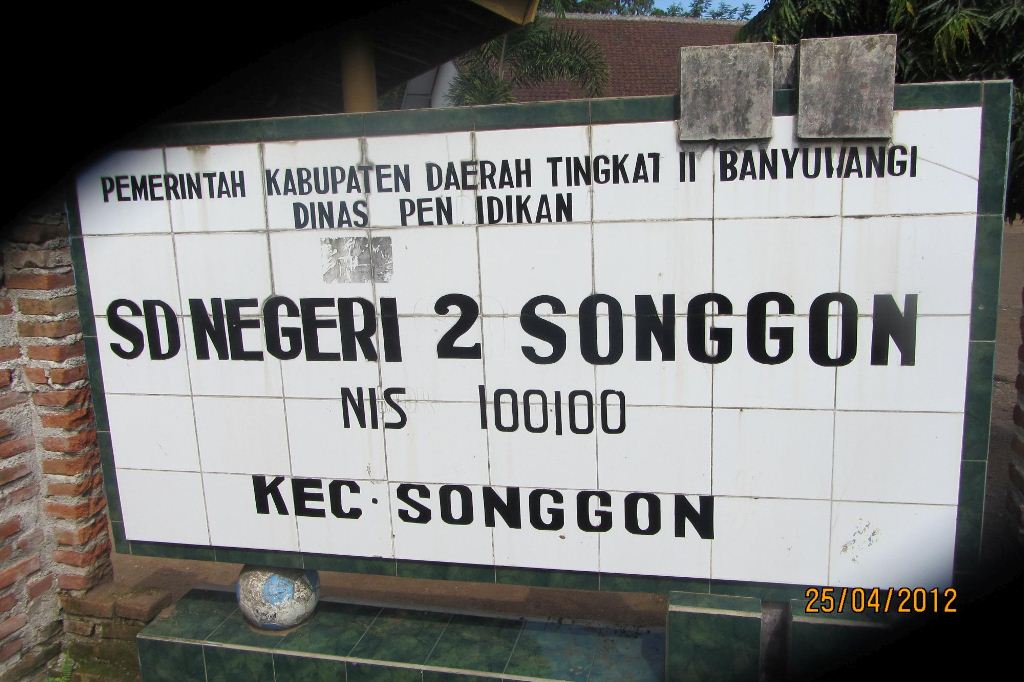 PEMERINTAH KABUPATEN DAERAH TINGKAT II BANYUWANGI
DINAS PEN IDIKAN
SD NEGERI 2 SONGGON
NIS 100100
KEC. SONGGON
25/04/2012